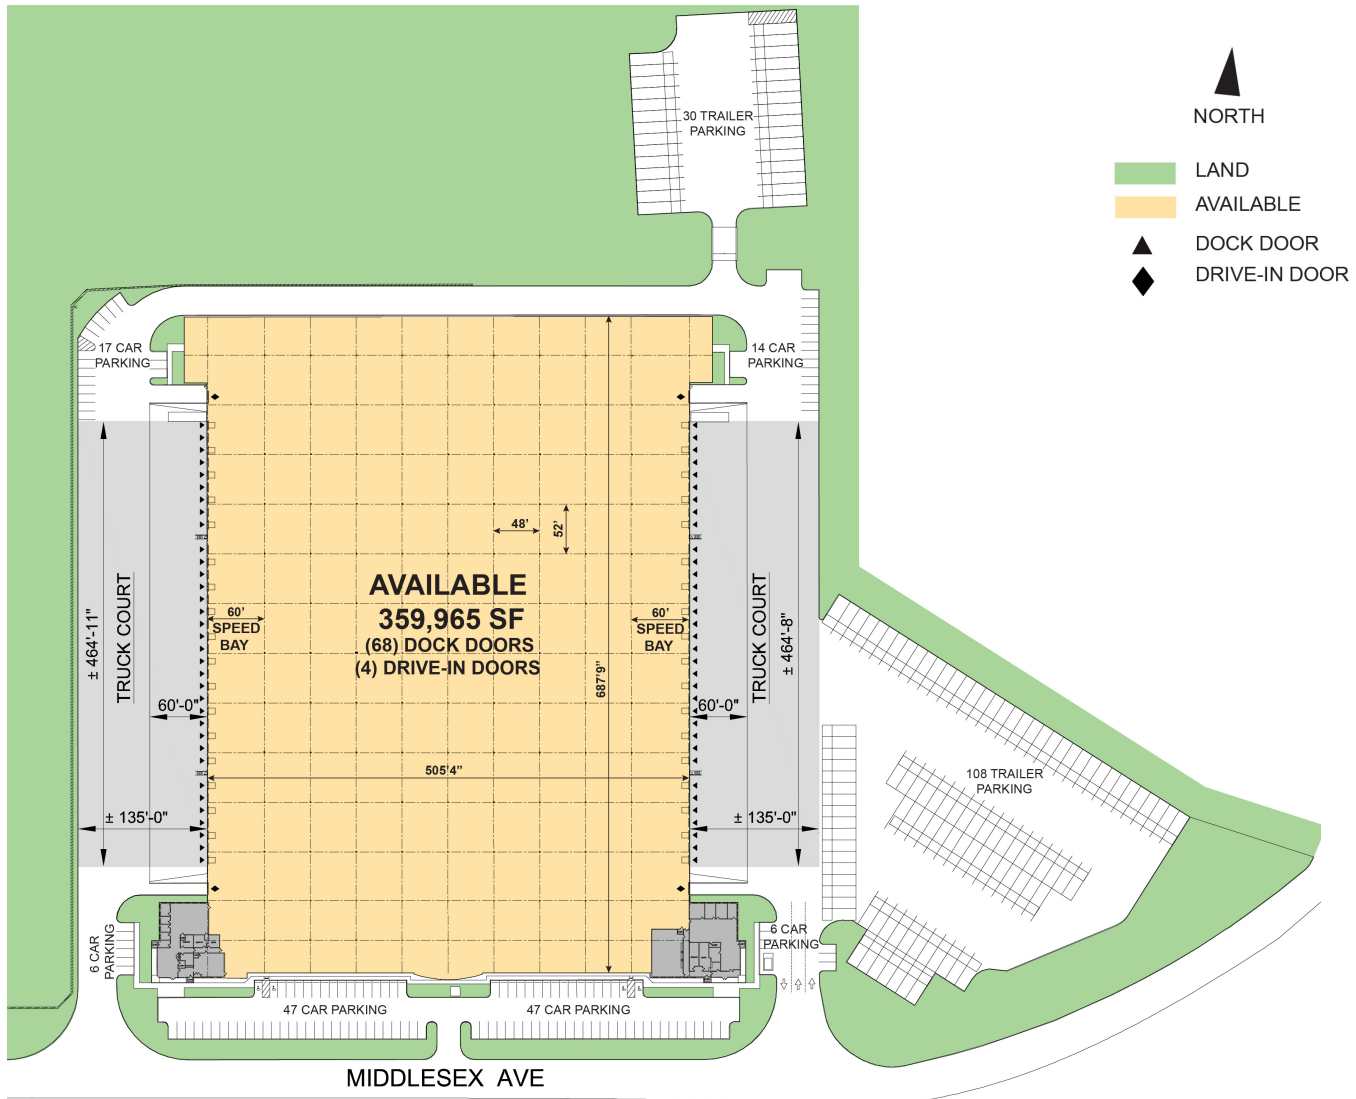 30 TRAILER
PARKING
NORTH
LAND
AVAILABLE
DOCK DOOR
DRIVE-IN DOOR
17 CAR
PARKING
14 CAR
PARKING
48'
52'
AVAILABLE
359,965 SF
(68) DOCK DOORS
(4) DRIVE-IN DOORS
60'
SPEED
BAY
60'
SPEED
BAY
± 464'-11"
TRUCK COURT
TRUCK COURT
± 464'-8"
687'9"
60'-0"
60'-0"
505'4"
108 TRAILER
PARKING
± 135'-0"
± 135'-0"
6 CAR
PARKING
6 CAR
PARKING
47 CAR PARKING
47 CAR PARKING
MIDDLESEX AVE